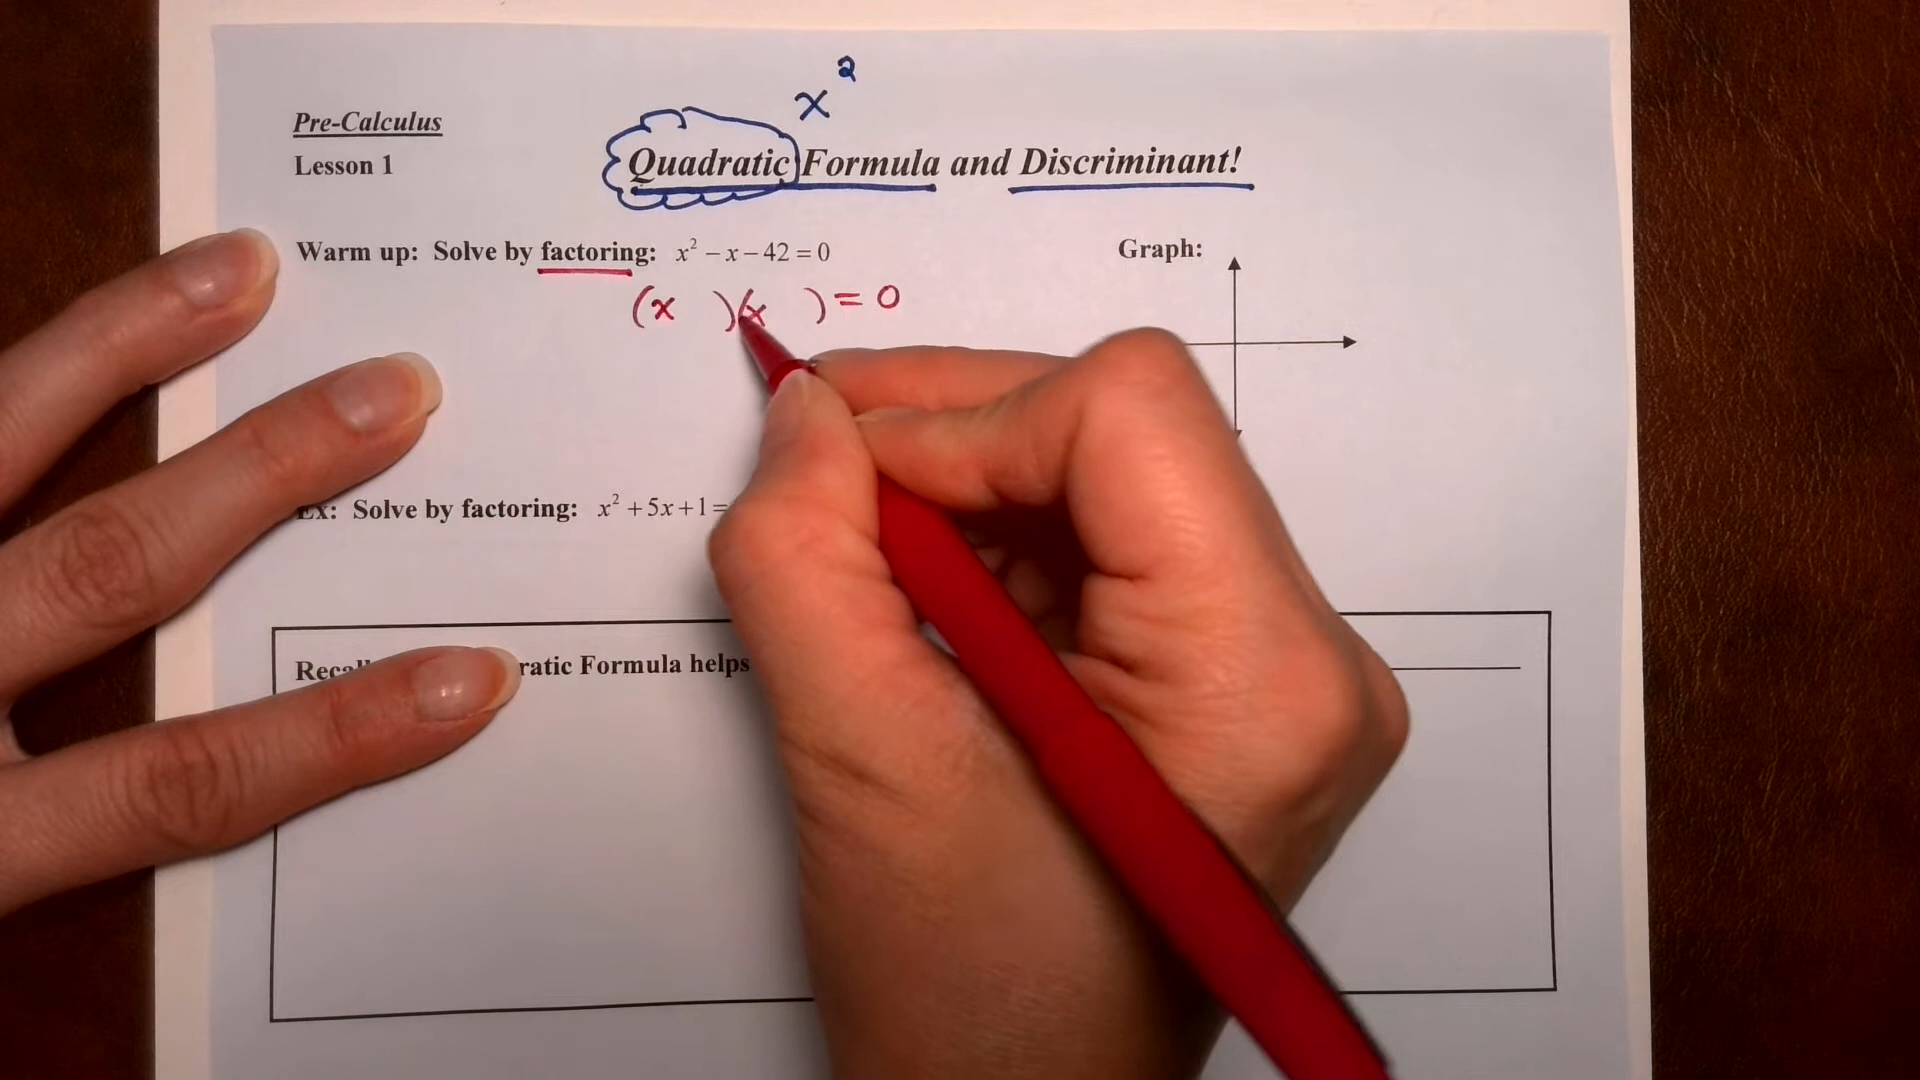 x²
Pre-Calculus
Lesson 1
Quadratic Formula and Discriminant!
Warm up: Solve by factoring: x² − x − 42 = 0
Graph:
(x )(x ) = 0
Ex: Solve by factoring: x² + 5x + 1 =
ratic Formula helps